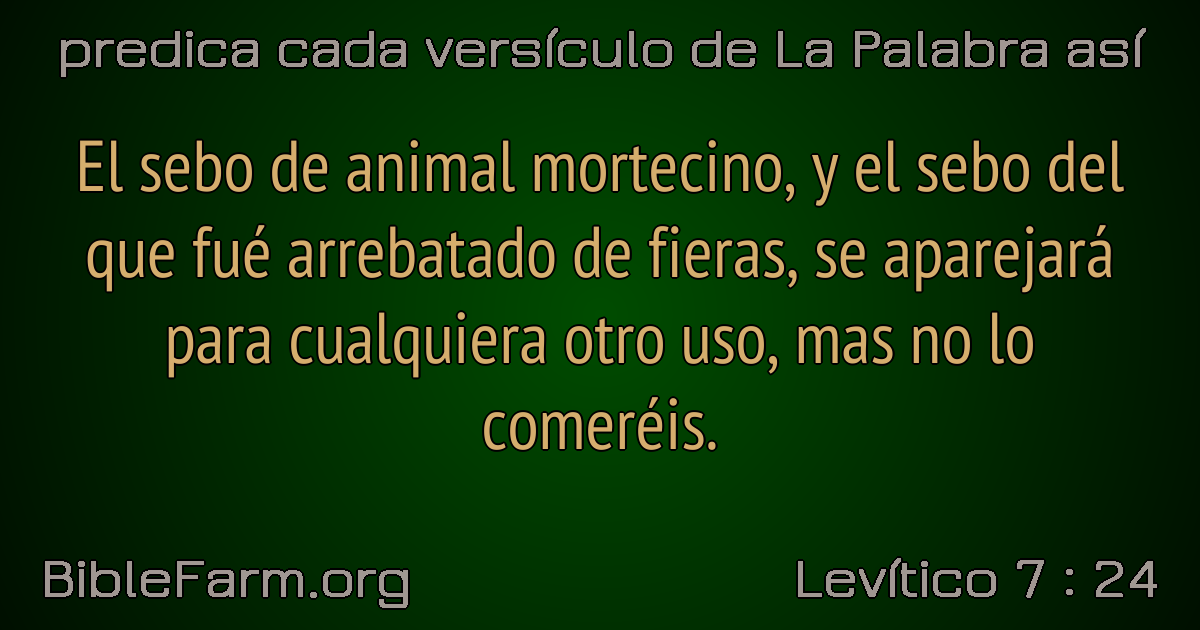 predica cada versículo de La Palabra así
El sebo de animal mortecino, y el sebo del
que fué arrebatado de fieras, se aparejará
para cualquiera otro uso, mas no lo
comeréis.
BibleFarm.org
Levítico 7 : 24